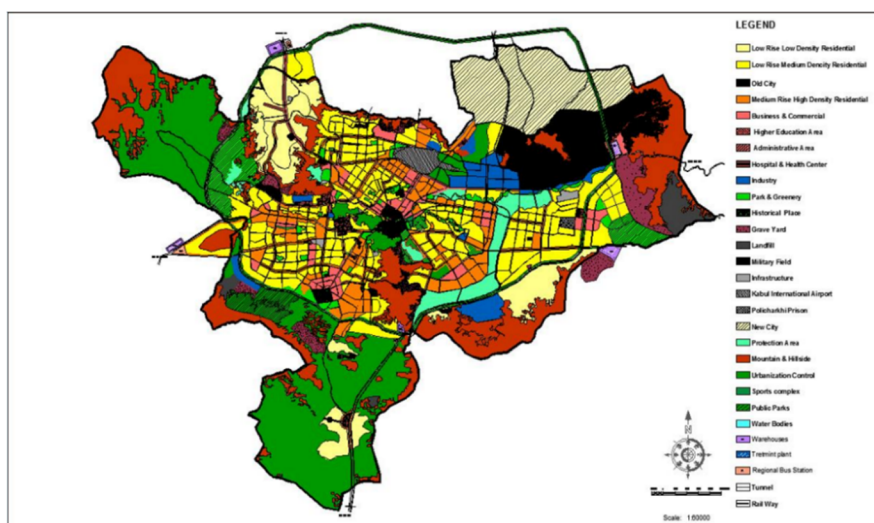 LEGEND
Low Rise Low Density Residential
Low Rise Medium Dencity Residential
Old City
Medium Rise High Density Residential
Business & Commercial
Higher Education Area
Administrative Area
Hospital & Health Center
Industry
Park & Greenery
Historical Place
Grave Yard
Landfill
Military Field
Infrastructure
Kabul International Airport
Policharkhi Prison
New City
Protection Area
Mountain & Hillside
Urbanization Control
Sports complex
Public Parks
Water Bodies
Warehouses
Tretmint plant
Regional Bus Station
Tunnel
Rail Way
N
Scale: 1:60000